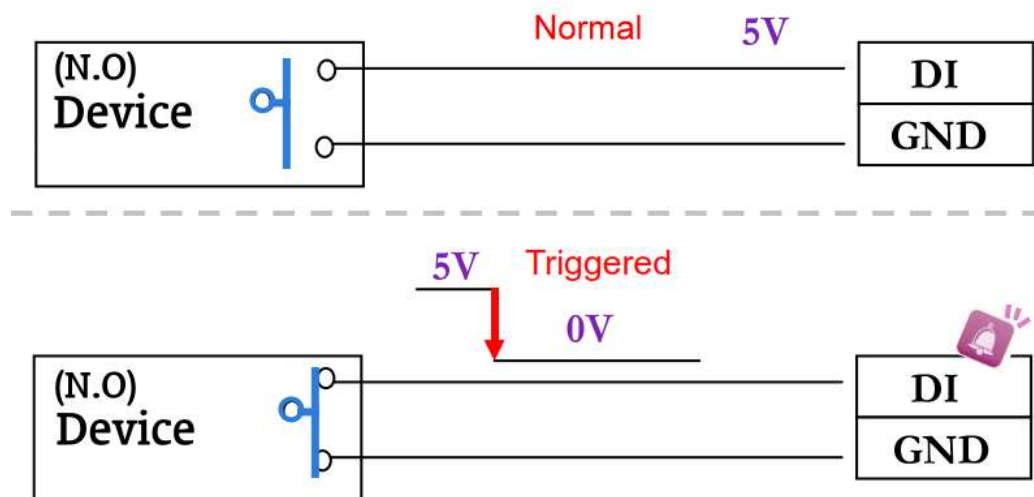 Normal 5V
(N.O)
Device
DI
GND
5V Triggered
0V
(N.O)
Device
DI
GND